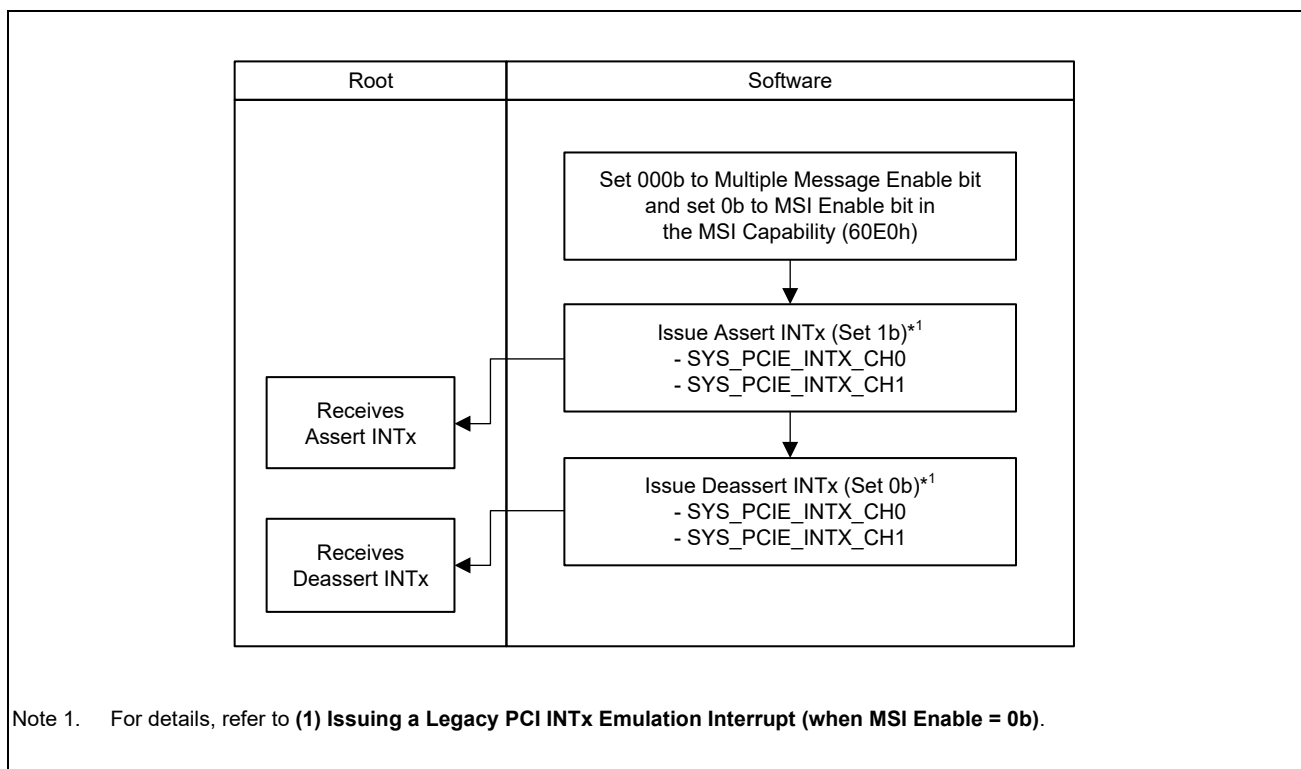 Root
Software
Set 000b to Multiple Message Enable bit
and set 0b to MSI Enable bit in
the MSI Capability (60E0h)
Issue Assert INTx (Set 1b)*1
- SYS_PCIE_INTX_CH0
- SYS_PCIE_INTX_CH1
Receives
Assert INTx
Issue Deassert INTx (Set 0b)*1
- SYS_PCIE_INTX_CH0
- SYS_PCIE_INTX_CH1
Receives
Deassert INTx
Note 1. For details, refer to (1) Issuing a Legacy PCI INTx Emulation Interrupt (when MSI Enable = 0b).